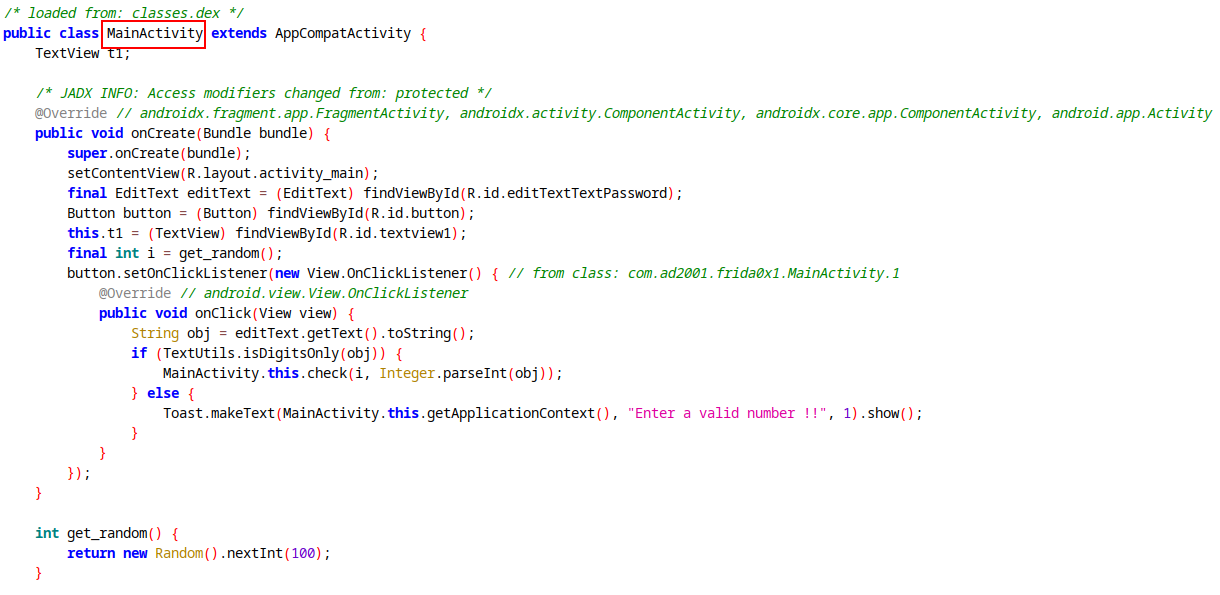 /* loaded from: classes.dex */
public class MainActivity extends AppCompatActivity {
    TextView t1;

    /* JADX INFO: Access modifiers changed from: protected */
    @Override // androidx.fragment.app.FragmentActivity, androidx.activity.ComponentActivity, androidx.core.app.ComponentActivity, android.app.Activity
    public void onCreate(Bundle bundle) {
        super.onCreate(bundle);
        setContentView(R.layout.activity_main);
        final EditText editText = (EditText) findViewById(R.id.editTextTextPassword);
        Button button = (Button) findViewById(R.id.button);
        this.t1 = (TextView) findViewById(R.id.textview1);
        final int i = get_random();
        button.setOnClickListener(new View.OnClickListener() { // from class: com.ad2001.frida0x1.MainActivity.1
            @Override // android.view.View.OnClickListener
            public void onClick(View view) {
                String obj = editText.getText().toString();
                if (TextUtils.isDigitsOnly(obj)) {
                    MainActivity.this.check(i, Integer.parseInt(obj));
                } else {
                    Toast.makeText(MainActivity.this.getApplicationContext(), "Enter a valid number !!", 1).show();
                }
            }
        });
    }

    int get_random() {
        return new Random().nextInt(100);
    }